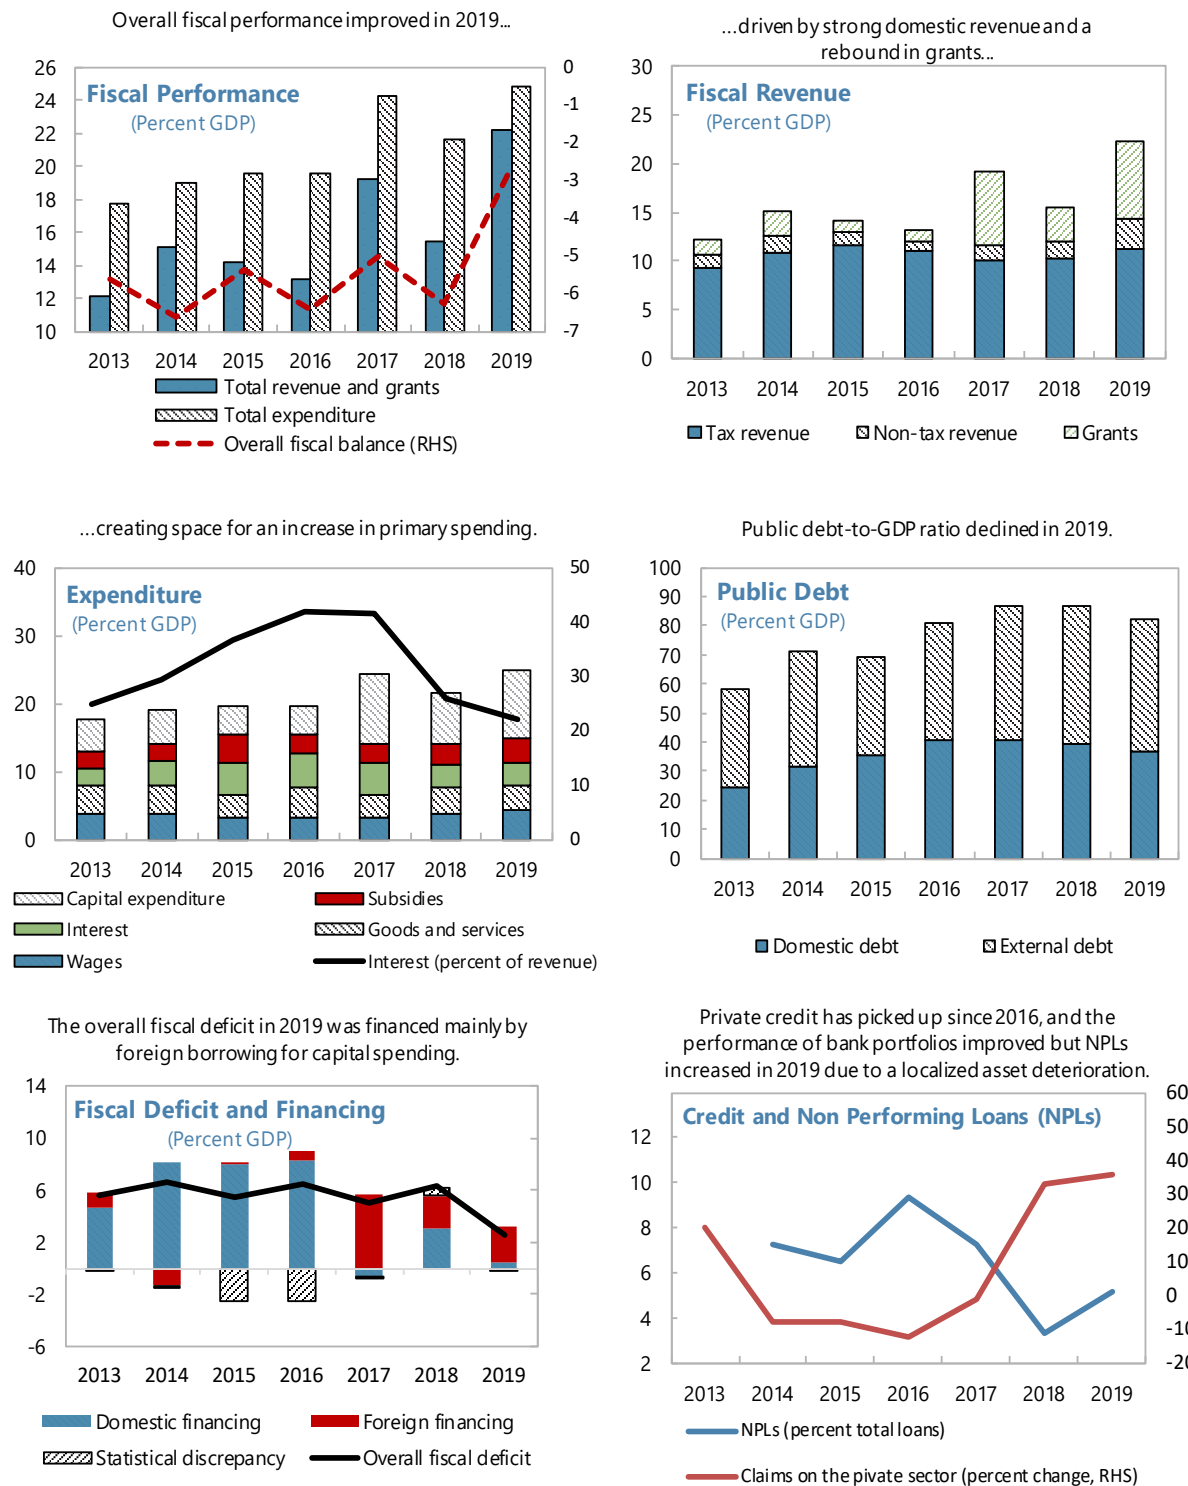 Overall fiscal performance improved in 2019...
26
24
22
20
18
16
14
12
10
0
-1
-2
-3
-4
-5
-6
-7
Fiscal Performance
(Percent GDP)
2013 2014 2015 2016 2017 2018 2019
Total revenue and grants
Total expenditure
Overall fiscal balance (RHS)
...driven by strong domestic revenue and a
rebound in grants...
30
25
20
15
10
5
0
Fiscal Revenue
(Percent GDP)
2013 2014 2015 2016 2017 2018 2019
Tax revenue Non-tax revenue Grants
...creating space for an increase in primary spending.
40
30
20
10
0
50
40
30
20
10
0
Expenditure
(Percent GDP)
2013 2014 2015 2016 2017 2018 2019
Capital expenditure Subsidies
Interest Goods and services
Wages Interest (percent of revenue)
Public debt-to-GDP ratio declined in 2019.
100
90
80
70
60
50
40
30
20
10
0
Public Debt
(Percent GDP)
2013 2014 2015 2016 2017 2018 2019
Domestic debt External debt
The overall fiscal deficit in 2019 was financed mainly by
foreign borrowing for capital spending.
14
10
6
2
-2
-6
Fiscal Deficit and Financing
(Percent GDP)
2013 2014 2015 2016 2017 2018 2019
Domestic financing Foreign financing
Statistical discrepancy Overall fiscal deficit
Private credit has picked up since 2016, and the
performance of bank portfolios improved but NPLs
increased in 2019 due to a localized asset deterioration.
12
10
8
6
4
2
60
50
40
30
20
10
0
-10
-20
Credit and Non Performing Loans (NPLs)
2013 2014 2015 2016 2017 2018 2019
NPLs (percent total loans)
Claims on the pivate sector (percent change, RHS)